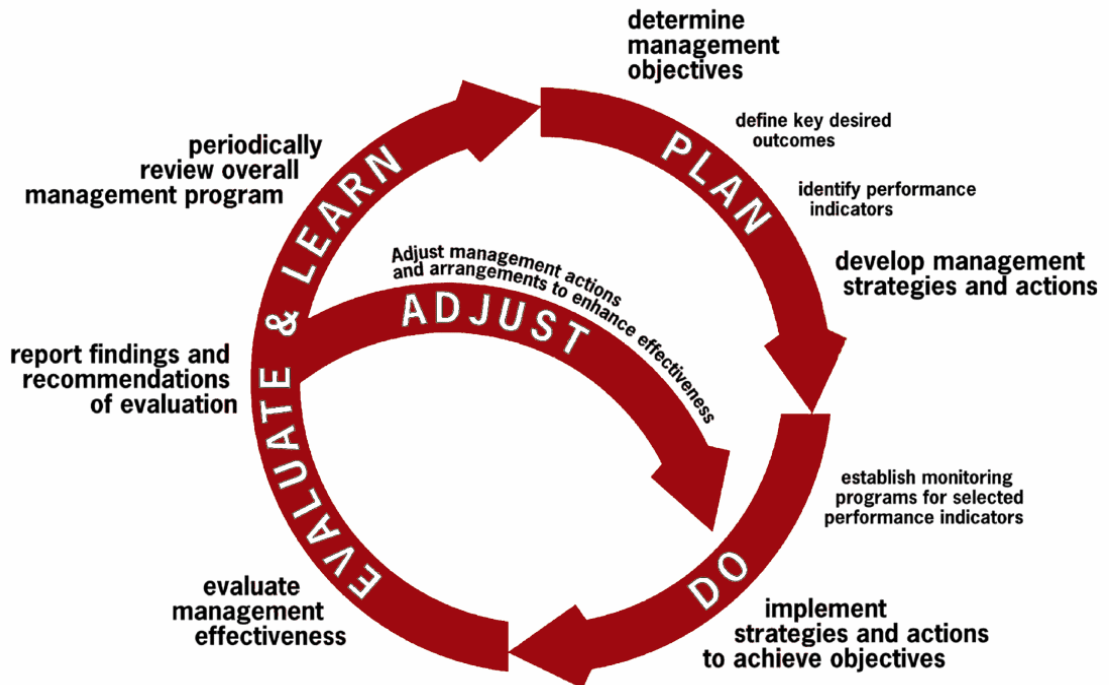 determine
management
objectives
define key desired
outcomes
PLAN
identify performance
indicators
develop management
strategies and actions
establish monitoring
programs for selected
performance indicators
DO
implement
strategies and actions
to achieve objectives
evaluate
management
effectiveness
EVALUATE & LEARN
report findings and
recommendations
of evaluation
periodically
review overall
management program
Adjust management actions
and arrangements to enhance effectiveness
ADJUST